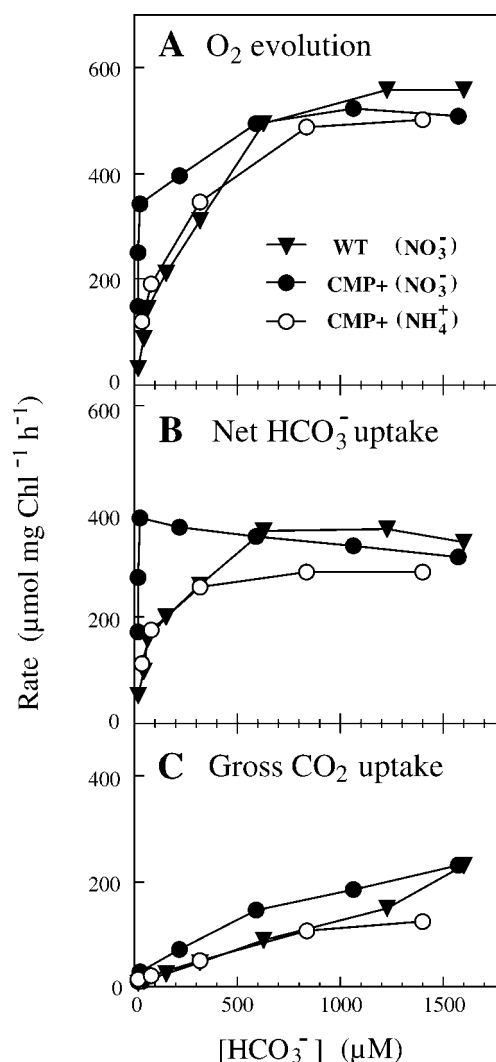 A O₂ evolution
600
400
200
0
WT (NO₃⁻)
CMP+ (NO₃⁻)
CMP+ (NH₄⁺)
B Net HCO₃⁻ uptake
600
400
200
0
C Gross CO₂ uptake
400
200
0
0 500 1000 1500
[HCO₃⁻] (µM)
Rate (µmol mg Chl ⁻¹ h⁻¹)